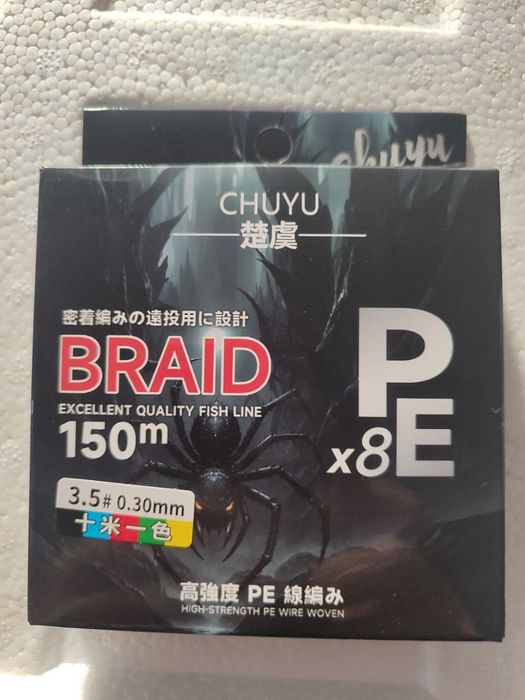 chuyu
CHUYU
楚虞
密着編みの遠投用に設計
BRAID
EXCELLENT QUALITY FISH LINE
150m
PE
x8
3.5# 0.30mm
十米一色
高強度 PE 線編み
HIGH-STRENGTH PE WIRE WOVEN